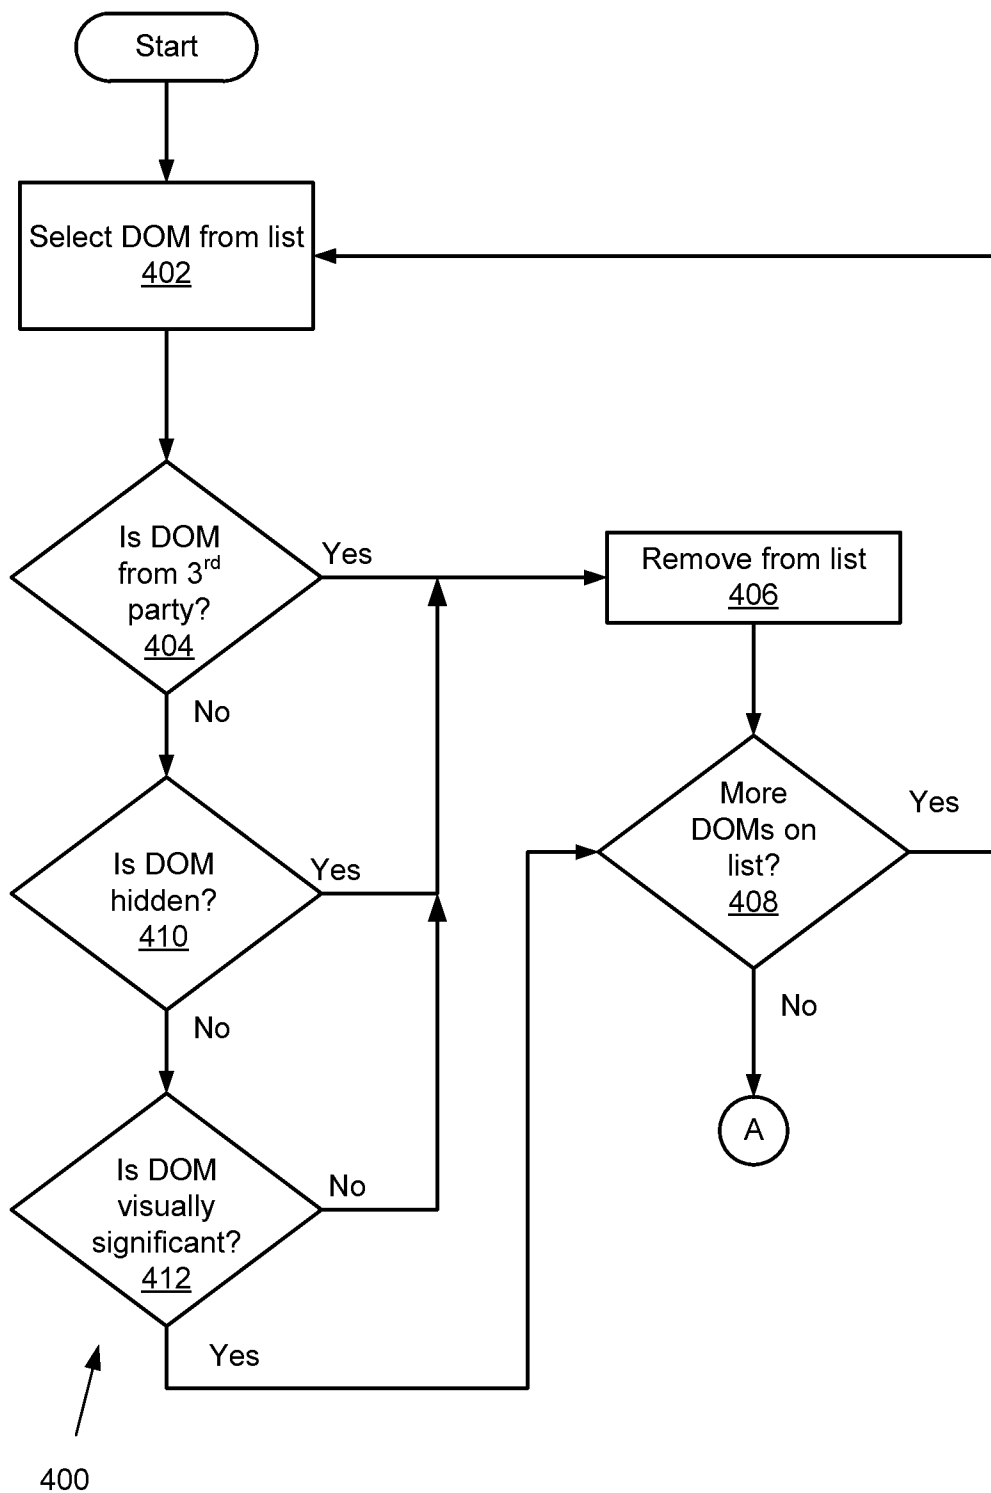 Start
Select DOM from list
402
Is DOM
from 3rd
party?
404
Yes
No
Remove from list
406
More
DOMs on
list?
408
Yes
No
A
Is DOM
hidden?
410
Yes
No
Is DOM
visually
significant?
412
No
Yes
400